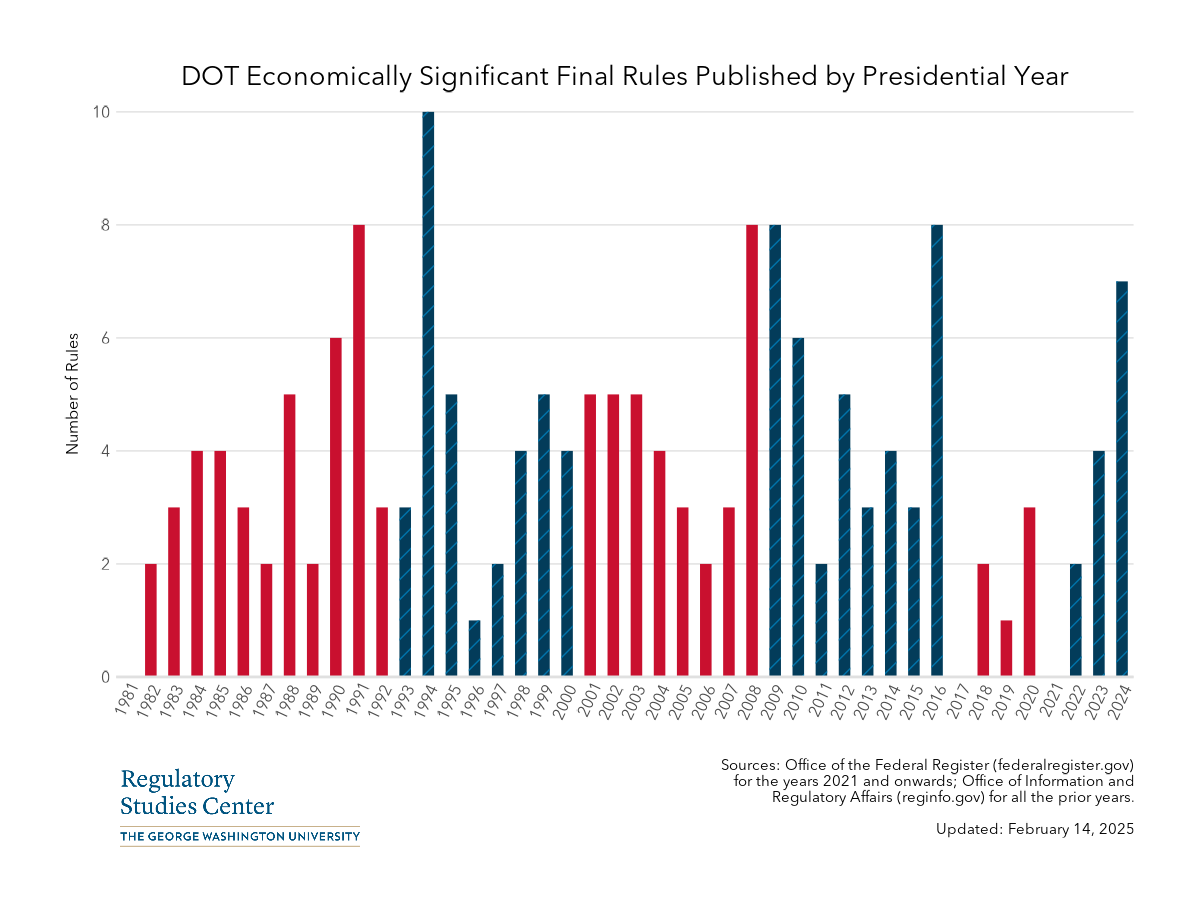 DOT Economically Significant Final Rules Published by Presidential Year
10
8
6
4
2
0
Number of Rules
1981 1982 1983 1984 1985 1986 1987 1988 1989 1990 1991 1992 1993 1994 1995 1996 1997 1998 1999 2000 2001 2002 2003 2004 2005 2006 2007 2008 2009 2010 2011 2012 2013 2014 2015 2016 2017 2018 2019 2020 2021 2022 2023 2024
Regulatory
Studies Center
THE GEORGE WASHINGTON UNIVERSITY
Sources: Office of the Federal Register (federalregister.gov)
for the years 2021 and onwards; Office of Information and
Regulatory Affairs (reginfo.gov) for all the prior years.
Updated: February 14, 2025